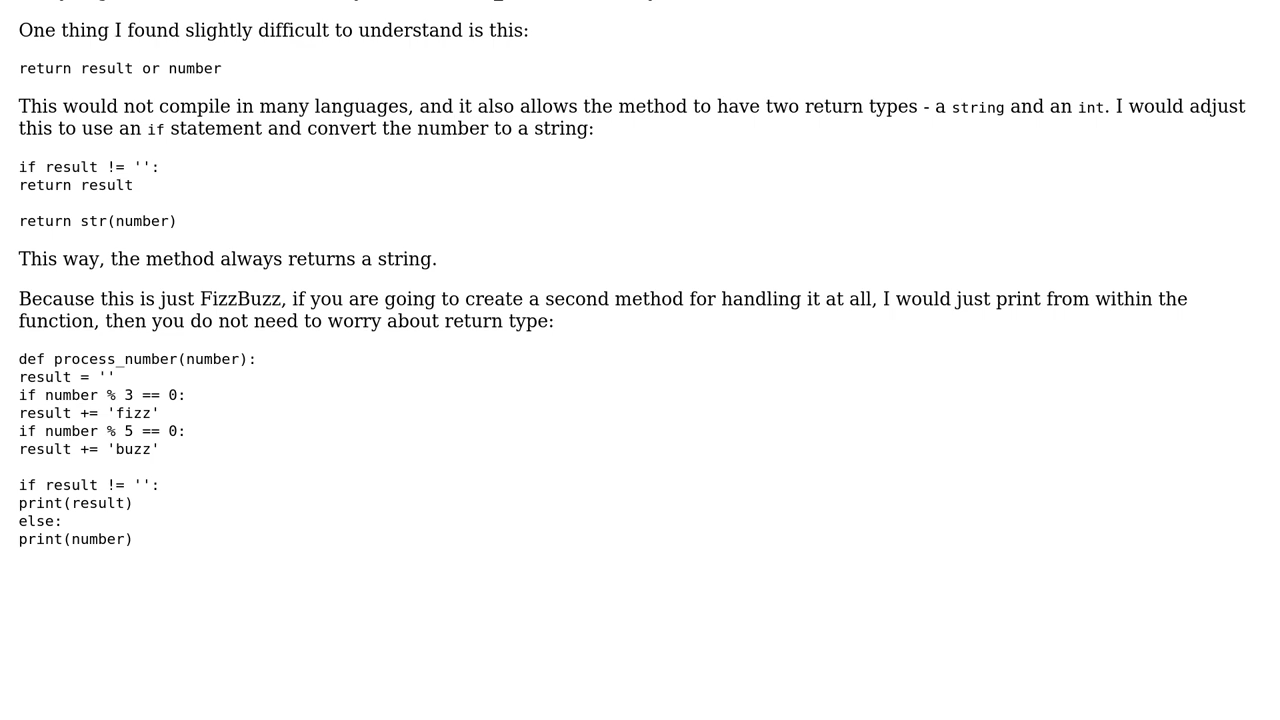 One thing I found slightly difficult to understand is this:
return result or number
This would not compile in many languages, and it also allows the method to have two return types - a string and an int. I would adjust
this to use an if statement and convert the number to a string:
if result != '':
return result
return str(number)
This way, the method always returns a string.
Because this is just FizzBuzz, if you are going to create a second method for handling it at all, I would just print from within the
function, then you do not need to worry about return type:
def process_number(number):
result = ''
if number % 3 == 0:
result += 'fizz'
if number % 5 == 0:
result += 'buzz'
if result != '':
print(result)
else:
print(number)